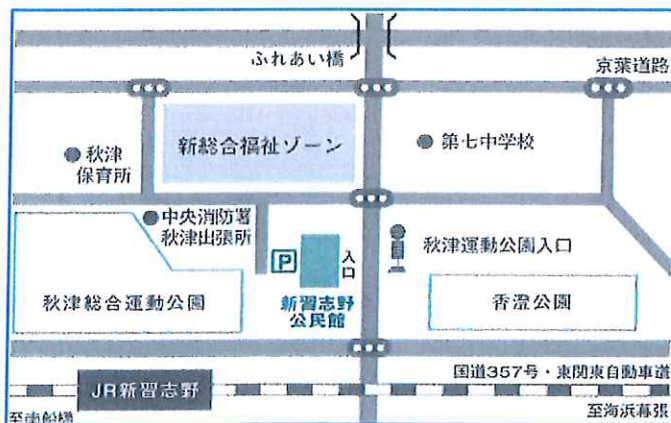 ふれあい橋
京葉道路
新総合福祉ゾーン
第七中学校
秋津
保育所
中央消防署
秋津出張所
P
入口
秋津運動公園入口
秋津総合運動公園
新習志野
公民館
香澄公園
国道357号・東関東自動車道
JR新習志野
至南船橋
至海浜幕張